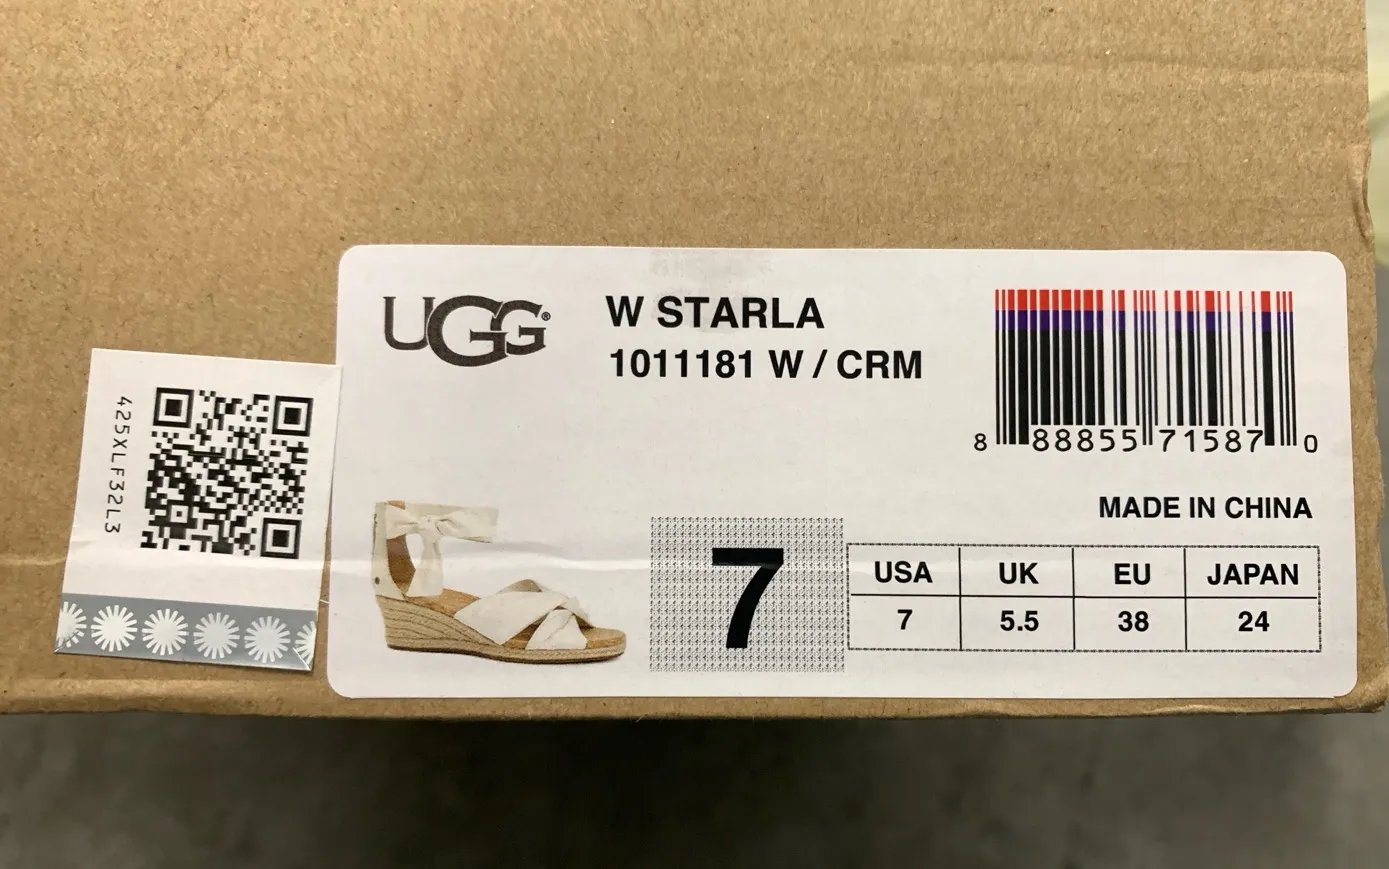 UGG®
W STARLA
1011181 W / CRM
8 88855 71587 0
425XLF32L3
MADE IN CHINA
7
USA UK EU JAPAN
7 5.5 38 24